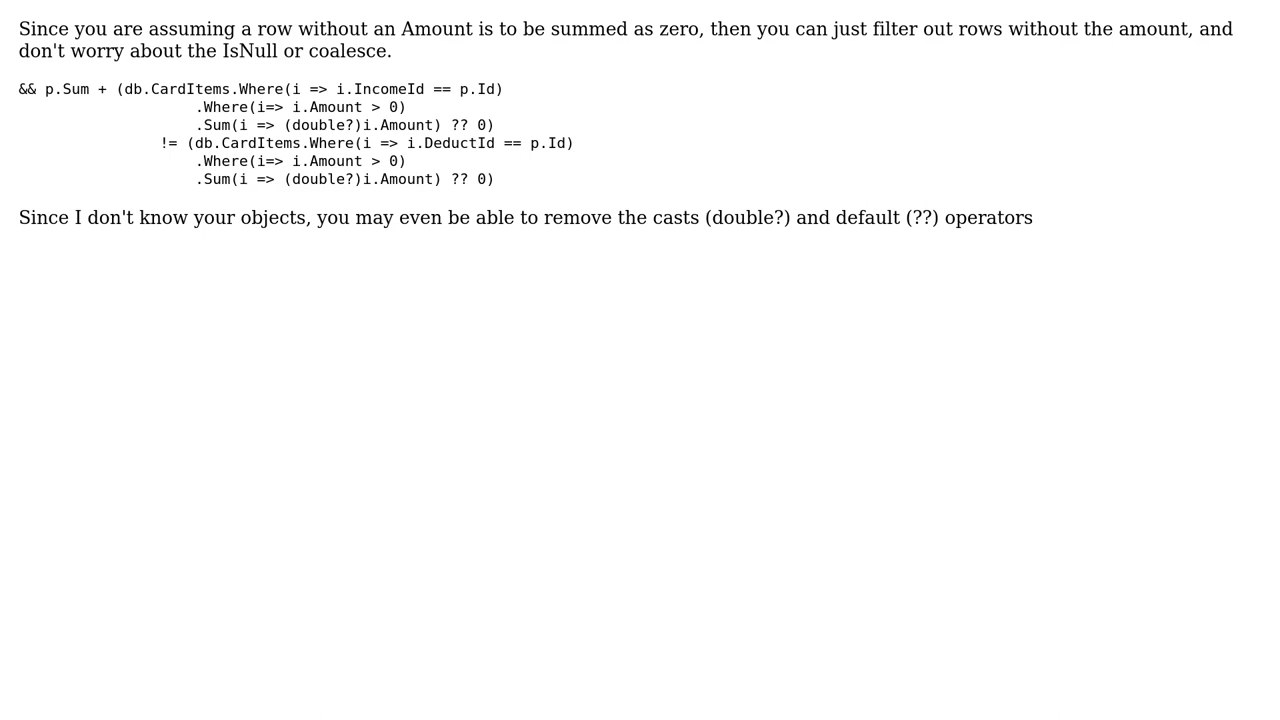 Since you are assuming a row without an Amount is to be summed as zero, then you can just filter out rows without the amount, and
don't worry about the IsNull or coalesce.
&& p.Sum + (db.CardItems.Where(i => i.IncomeId == p.Id)
                    .Where(i=> i.Amount > 0)
                    .Sum(i => (double?)i.Amount) ?? 0)
                != (db.CardItems.Where(i => i.DeductId == p.Id)
                    .Where(i=> i.Amount > 0)
                    .Sum(i => (double?)i.Amount) ?? 0)
Since I don't know your objects, you may even be able to remove the casts (double?) and default (??) operators